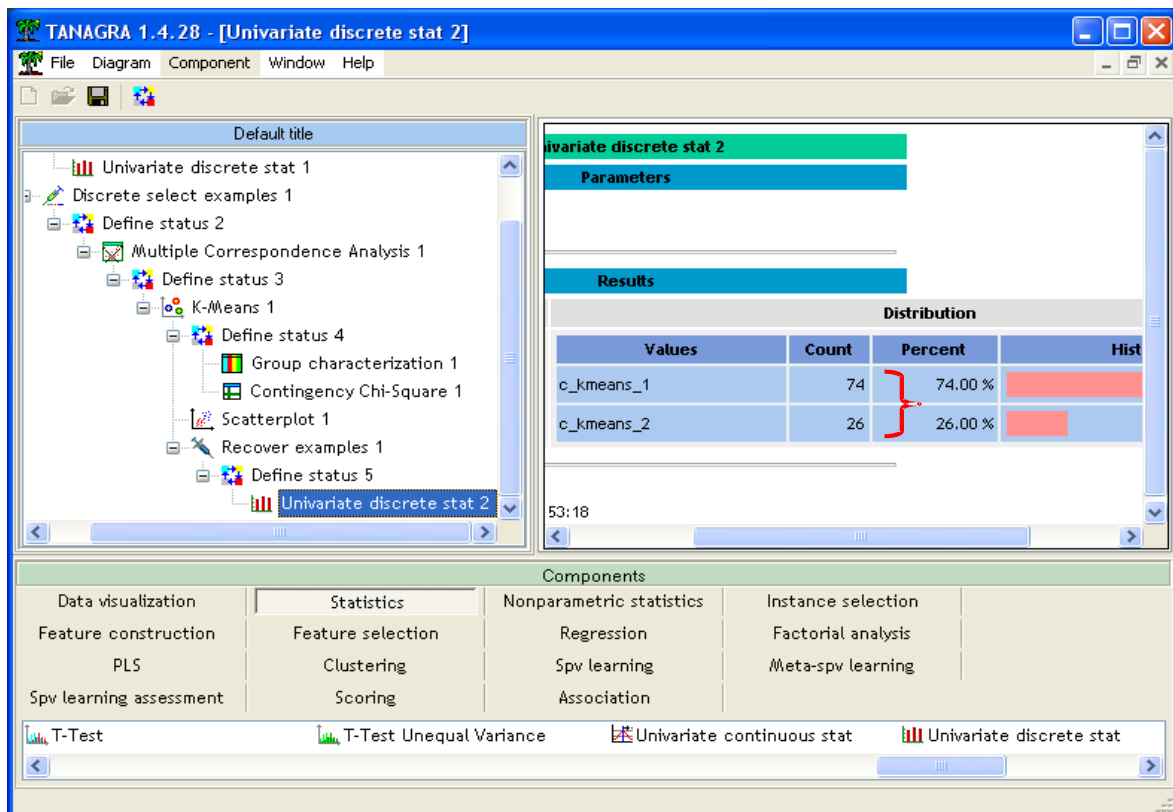 TANAGRA 1.4.28 - [Univariate discrete stat 2]
File Diagram Component Window Help
Default title
Univariate discrete stat 1
Discrete select examples 1
Define status 2
Multiple Correspondence Analysis 1
Define status 3
K-Means 1
Define status 4
Group characterization 1
Contingency Chi-Square 1
Scatterplot 1
Recover examples 1
Define status 5
Univariate discrete stat 2
ivariate discrete stat 2
Parameters
Results
Distribution
Values Count Percent Hist
c_kmeans_1 74 74.00 %
c_kmeans_2 26 26.00 %
53:18
Components
Data visualization Statistics Nonparametric statistics Instance selection
Feature construction Feature selection Regression Factorial analysis
PLS Clustering Spv learning Meta-spv learning
Spv learning assessment Scoring Association
T-Test T-Test Unequal Variance Univariate continuous stat Univariate discrete stat